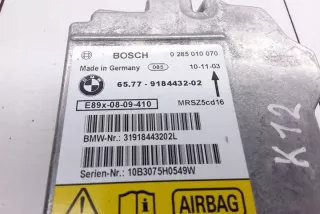 BOSCH 0 285 010 070
Made in Germany 085 10-11-03
65.77 - 9184432-02
E89x-08-09-410 MRSZ5cd16
BMW-Nr.: 31918443202L
Serien-Nr.: 10B3075H0549W
AIRBAG
K12